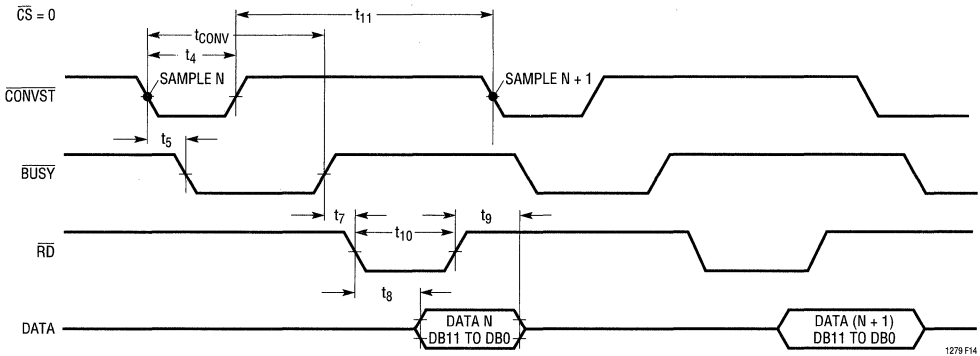 CS = 0
t11
tCONV
t4
SAMPLE N
SAMPLE N + 1
CONVST
t5
BUSY
t7
t9
t10
RD
t8
DATA
DATA N
DB11 TO DB0
DATA (N + 1)
DB11 TO DB0
1279 F14